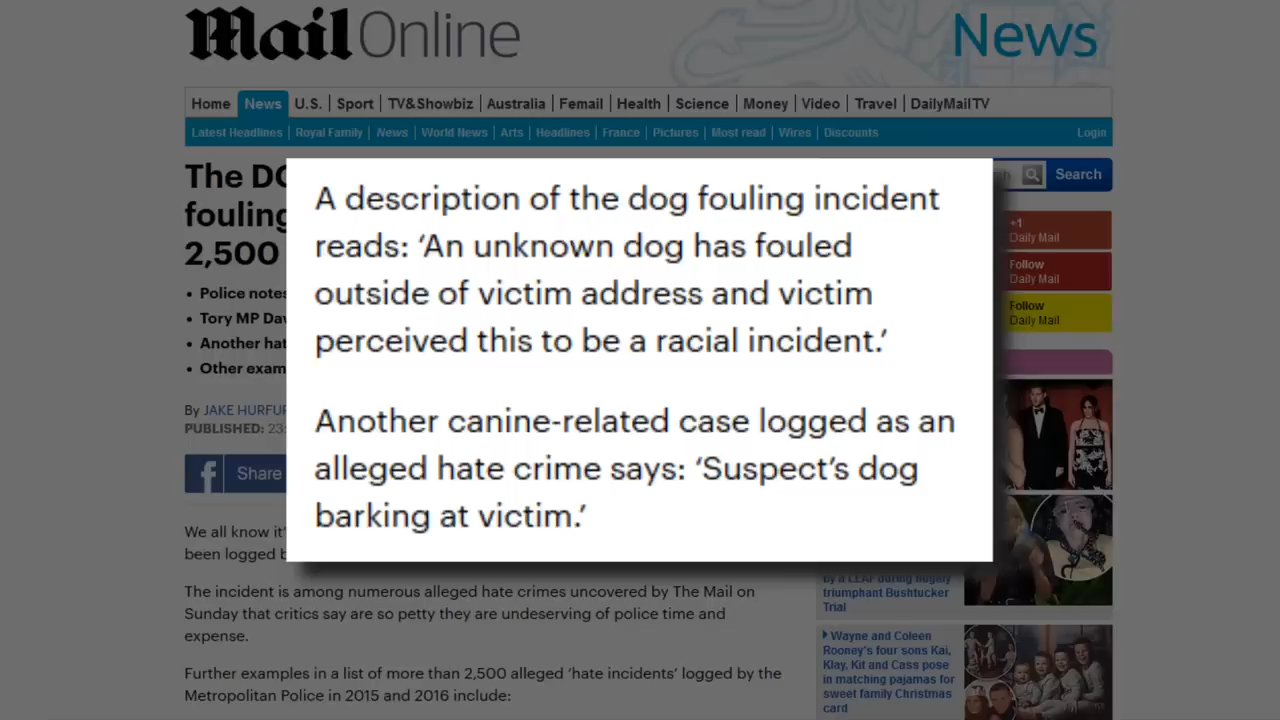 Mail Online
News
Home News U.S. Sport TV&Showbiz Australia Femail Health Science Money Video Travel DailyMailTV
Latest Headlines Royal Family News World News Arts Headlines France Pictures Most read Wires Discounts Login
The
fouling
2,500
• Police
• Tory MP
• Another
• Other
By JAKE
PUBLISHED:
Share
A description of the dog fouling incident
reads: ‘An unknown dog has fouled
outside of victim address and victim
perceived this to be a racial incident.’
Another canine-related case logged as an
alleged hate crime says: ‘Suspect’s dog
barking at victim.’
We all know
been logged
The incident is among numerous alleged hate crimes uncovered by The Mail on
Sunday that critics say are so petty they are undeserving of police time and
expense.
Further examples in a list of more than 2,500 alleged ‘hate incidents’ logged by the
Metropolitan Police in 2015 and 2016 include:
Search
+1
Daily Mail
Follow
Daily Mail
Follow
Daily Mail
by a LEAF during hugely
triumphant Bushtucker
Trial
Wayne and Coleen
Rooney's four sons Kai,
Klay, Kit and Cass pose
in matching pajamas for
sweet family Christmas
card